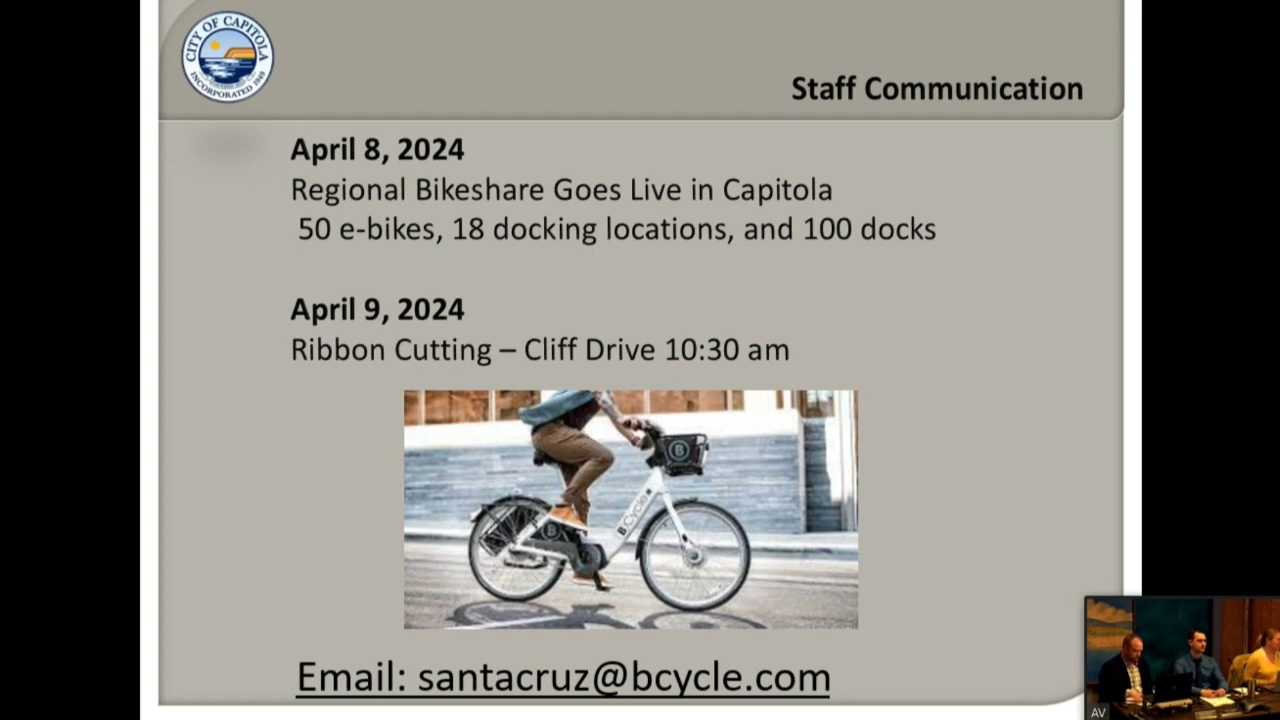 CITY OF CAPITOLA
INCORPORATED 1949
Staff Communication
April 8, 2024
Regional Bikeshare Goes Live in Capitola
50 e-bikes, 18 docking locations, and 100 docks
April 9, 2024
Ribbon Cutting – Cliff Drive 10:30 am
B
BCycle
B
Email: santacruz@bcycle.com
AV